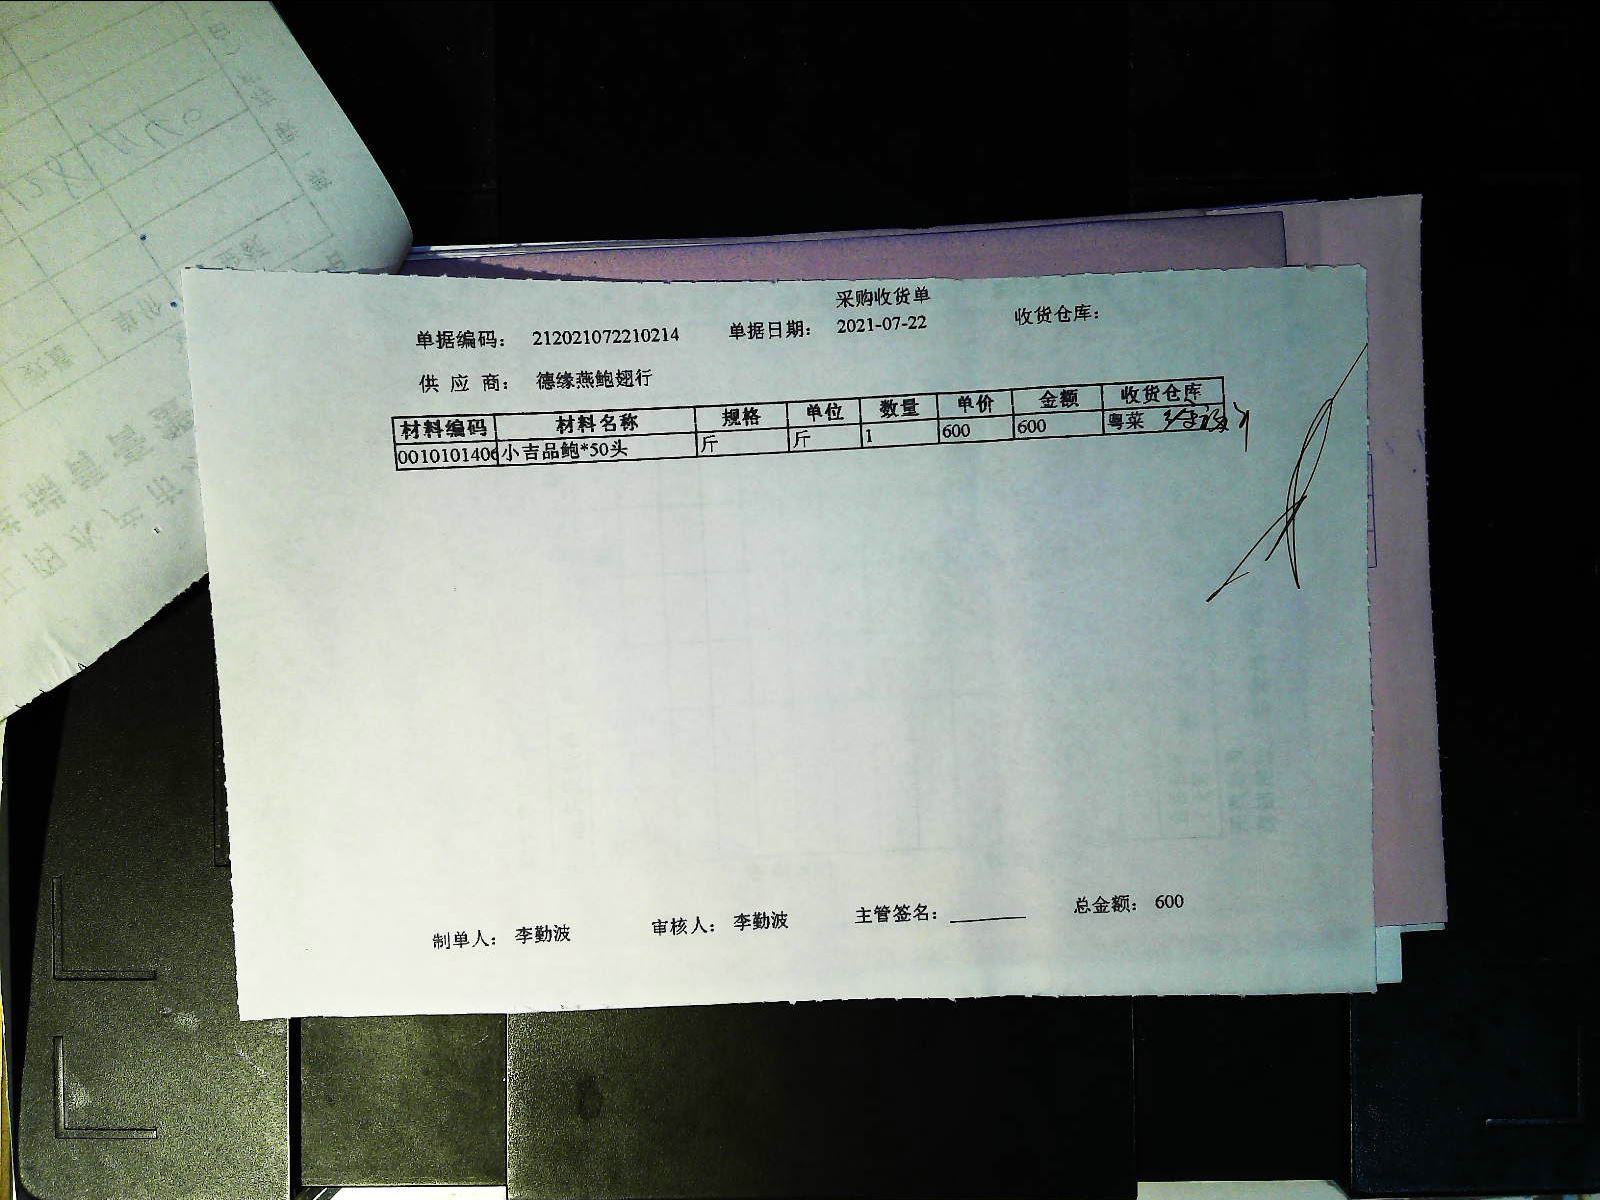 采购收货单
单据编码： 212021072210214 单据日期： 2021-07-22 收货仓库：
供 应 商： 德缘燕鲍翅行
材料编码 材料名称 规格 单位 数量 单价 金额 收货仓库
0010101406 小吉品鲍*50头 斤 斤 1 600 600 粤菜
制单人： 李勤波 审核人： 李勤波 主管签名： 总金额： 600